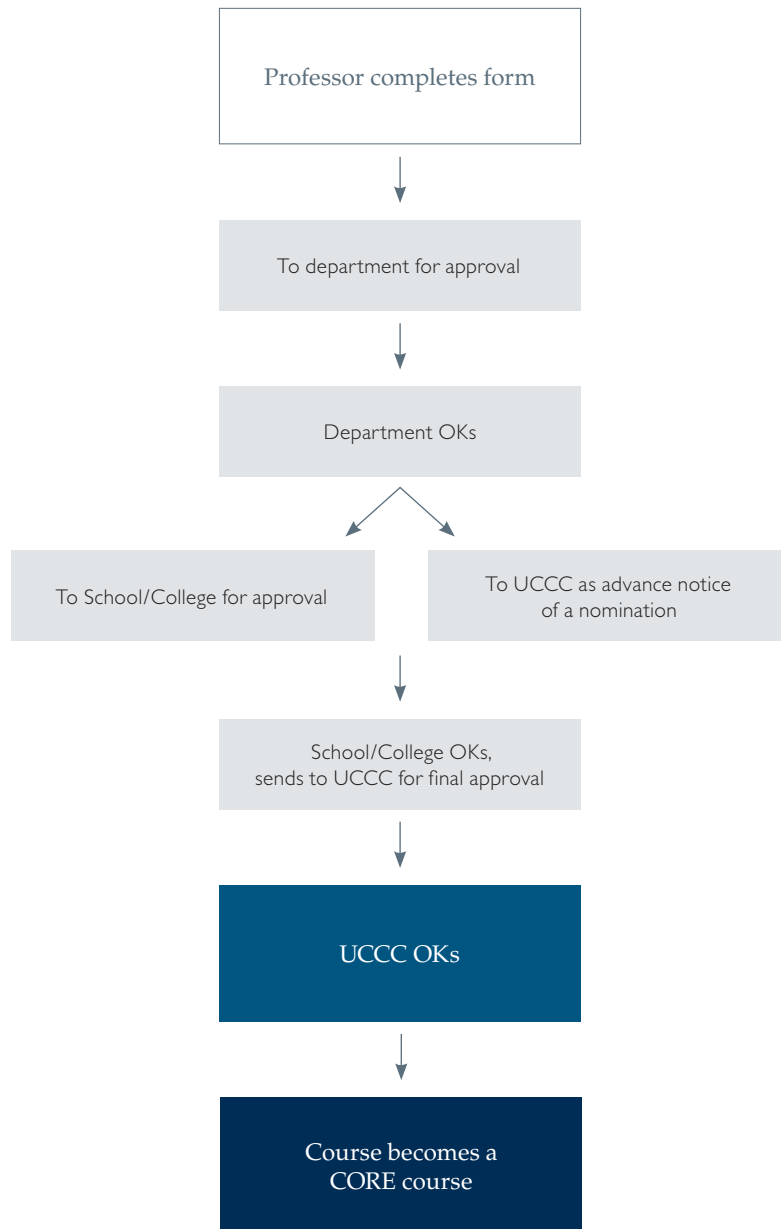 Professor completes form
To department for approval
Department OKs
To School/College for approval
To UCCC as advance notice
of a nomination
School/College OKs,
sends to UCCC for final approval
UCCC OKs
Course becomes a
CORE course